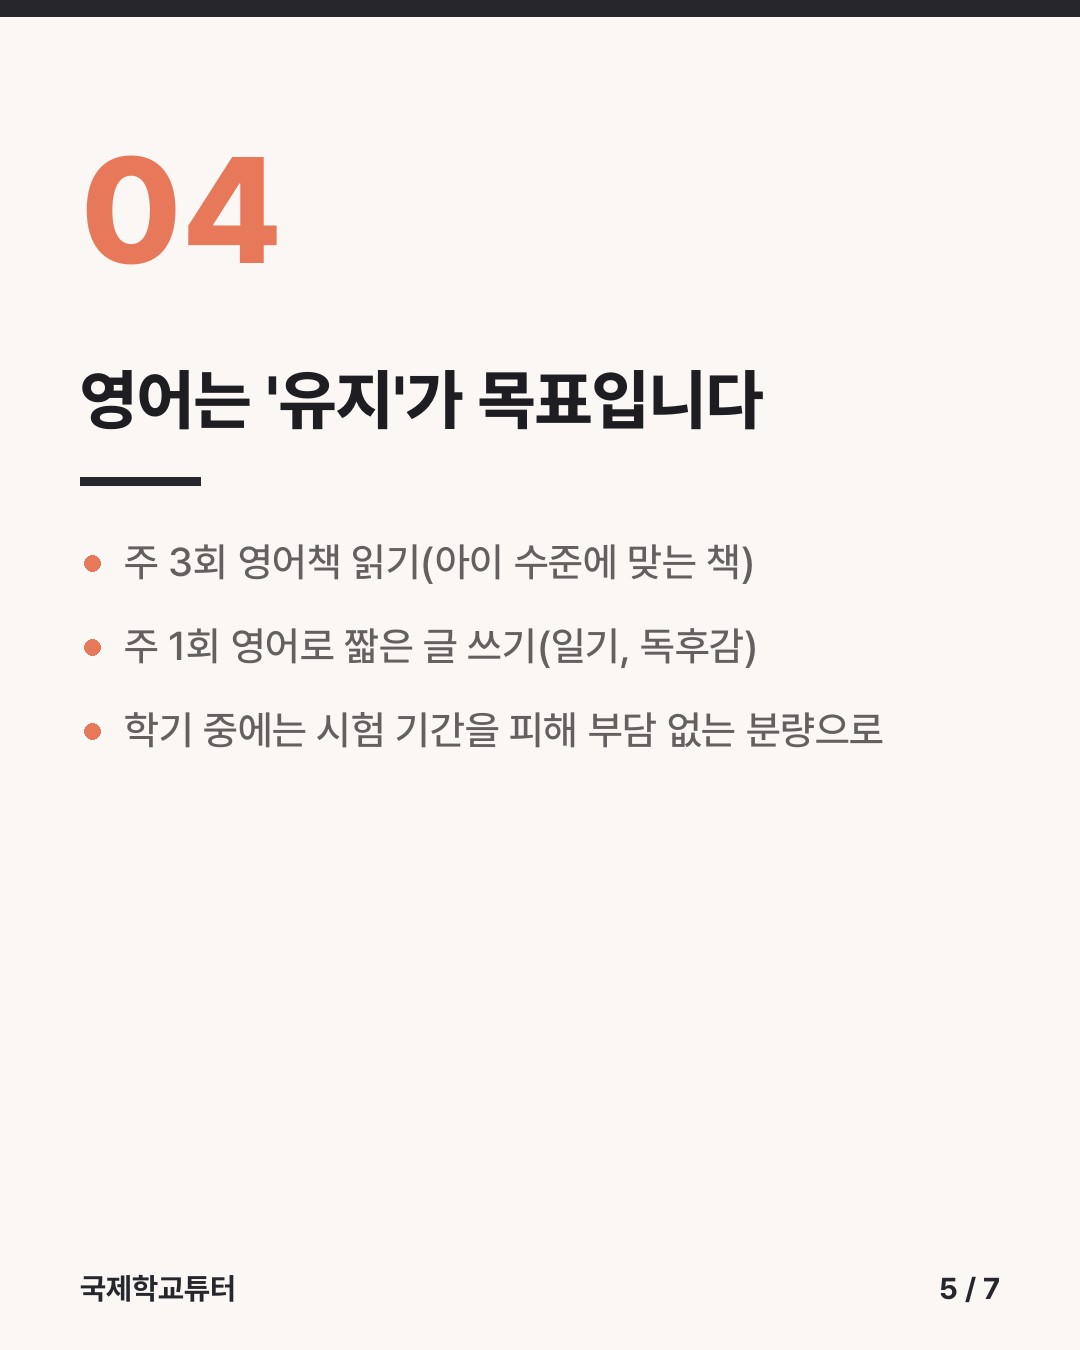 04
영어는 '유지'가 목표입니다
주 3회 영어책 읽기(아이 수준에 맞는 책)
주 1회 영어로 짧은 글 쓰기(일기, 독후감)
학기 중에는 시험 기간을 피해 부담 없는 분량으로
국제학교튜터
5 / 7